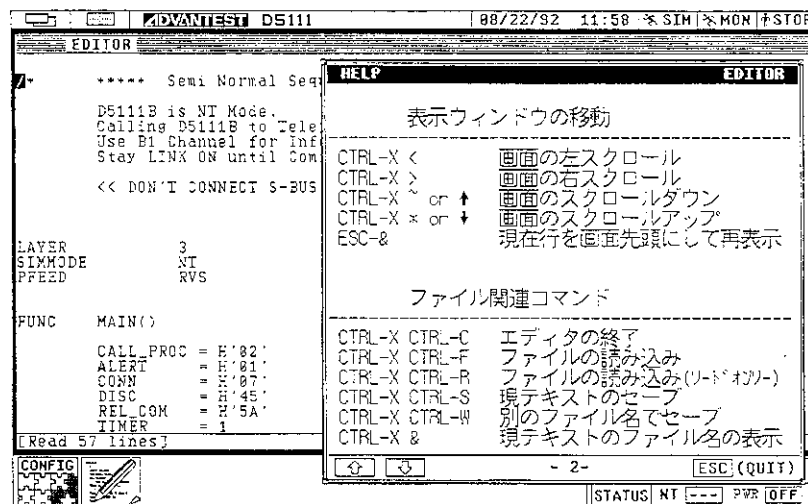 ADVANTEST D5111
08/22/92 11:58 SIM MON STOP
EDITOR
/* ***** Semi Normal Sequ
D5111B is NT Mode.
Calling D5111B to Tele
Use B1 Channel for Inf
Stay LINK ON until Com
<< DON'T CONNECT S-BUS
LAYER 3
SIMMODE NT
PFEED RVS
FUNC MAIN()
CALL_PROC = H'02'
ALERT = H'01'
CONN = H'07'
DISC = H'45'
REL_COM = H'5A'
TIMER = 1
[Read 57 lines]
HELP EDITOR
表示ウィンドウの移動
CTRL-X < 画面の左スクロール
CTRL-X > 画面の右スクロール
CTRL-X ^ or ↑ 画面のスクロールダウン
CTRL-X * or ↓ 画面のスクロールアップ
ESC-& 現在行を画面先頭にして再表示
ファイル関連コマンド
CTRL-X CTRL-C エディタの終了
CTRL-X CTRL-F ファイルの読み込み
CTRL-X CTRL-R ファイルの読み込み(リードオンリー)
CTRL-X CTRL-S 現テキストのセーブ
CTRL-X CTRL-W 別のファイル名でセーブ
CTRL-X & 現テキストのファイル名の表示
- 2- ESC (QUIT)
CONFIG
STATUS NT --- PWR OFF